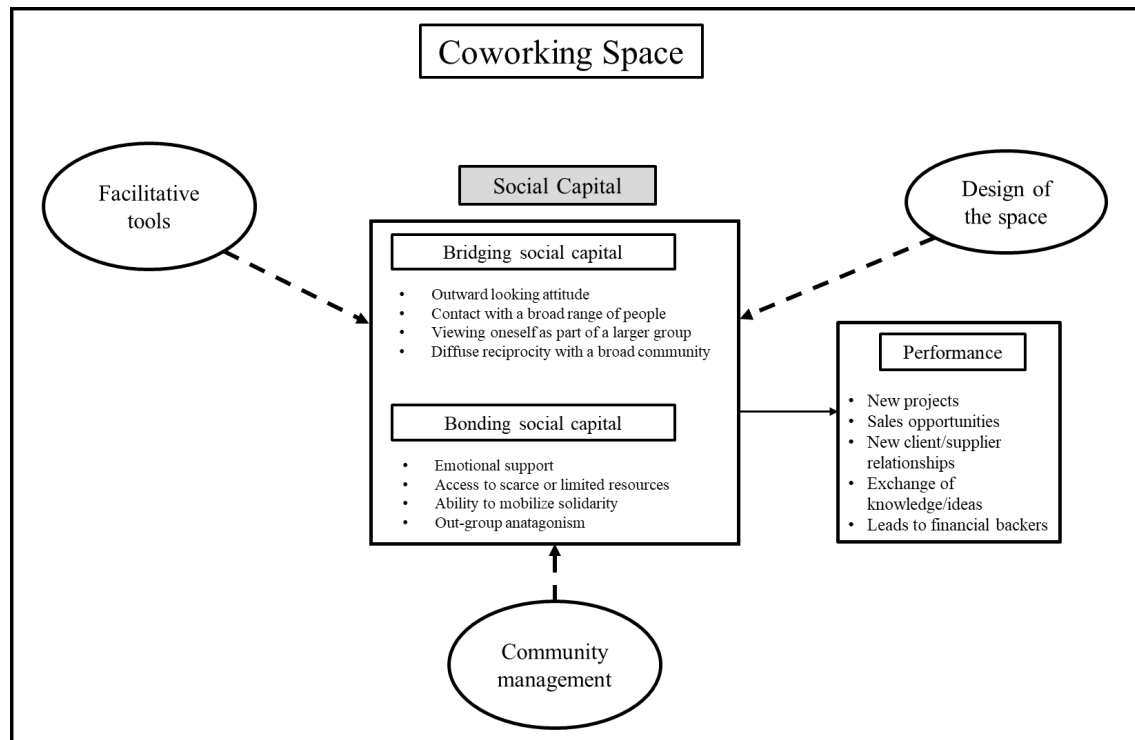 Coworking Space
Facilitative
tools
Social Capital
Design of
the space
Bridging social capital
• Outward looking attitude
• Contact with a broad range of people
• Viewing oneself as part of a larger group
• Diffuse reciprocity with a broad community
Bonding social capital
• Emotional support
• Access to scarce or limited resources
• Ability to mobilize solidarity
• Out-group anatagonism
Performance
• New projects
• Sales opportunities
• New client/supplier
relationships
• Exchange of
knowledge/ideas
• Leads to financial backers
Community
management